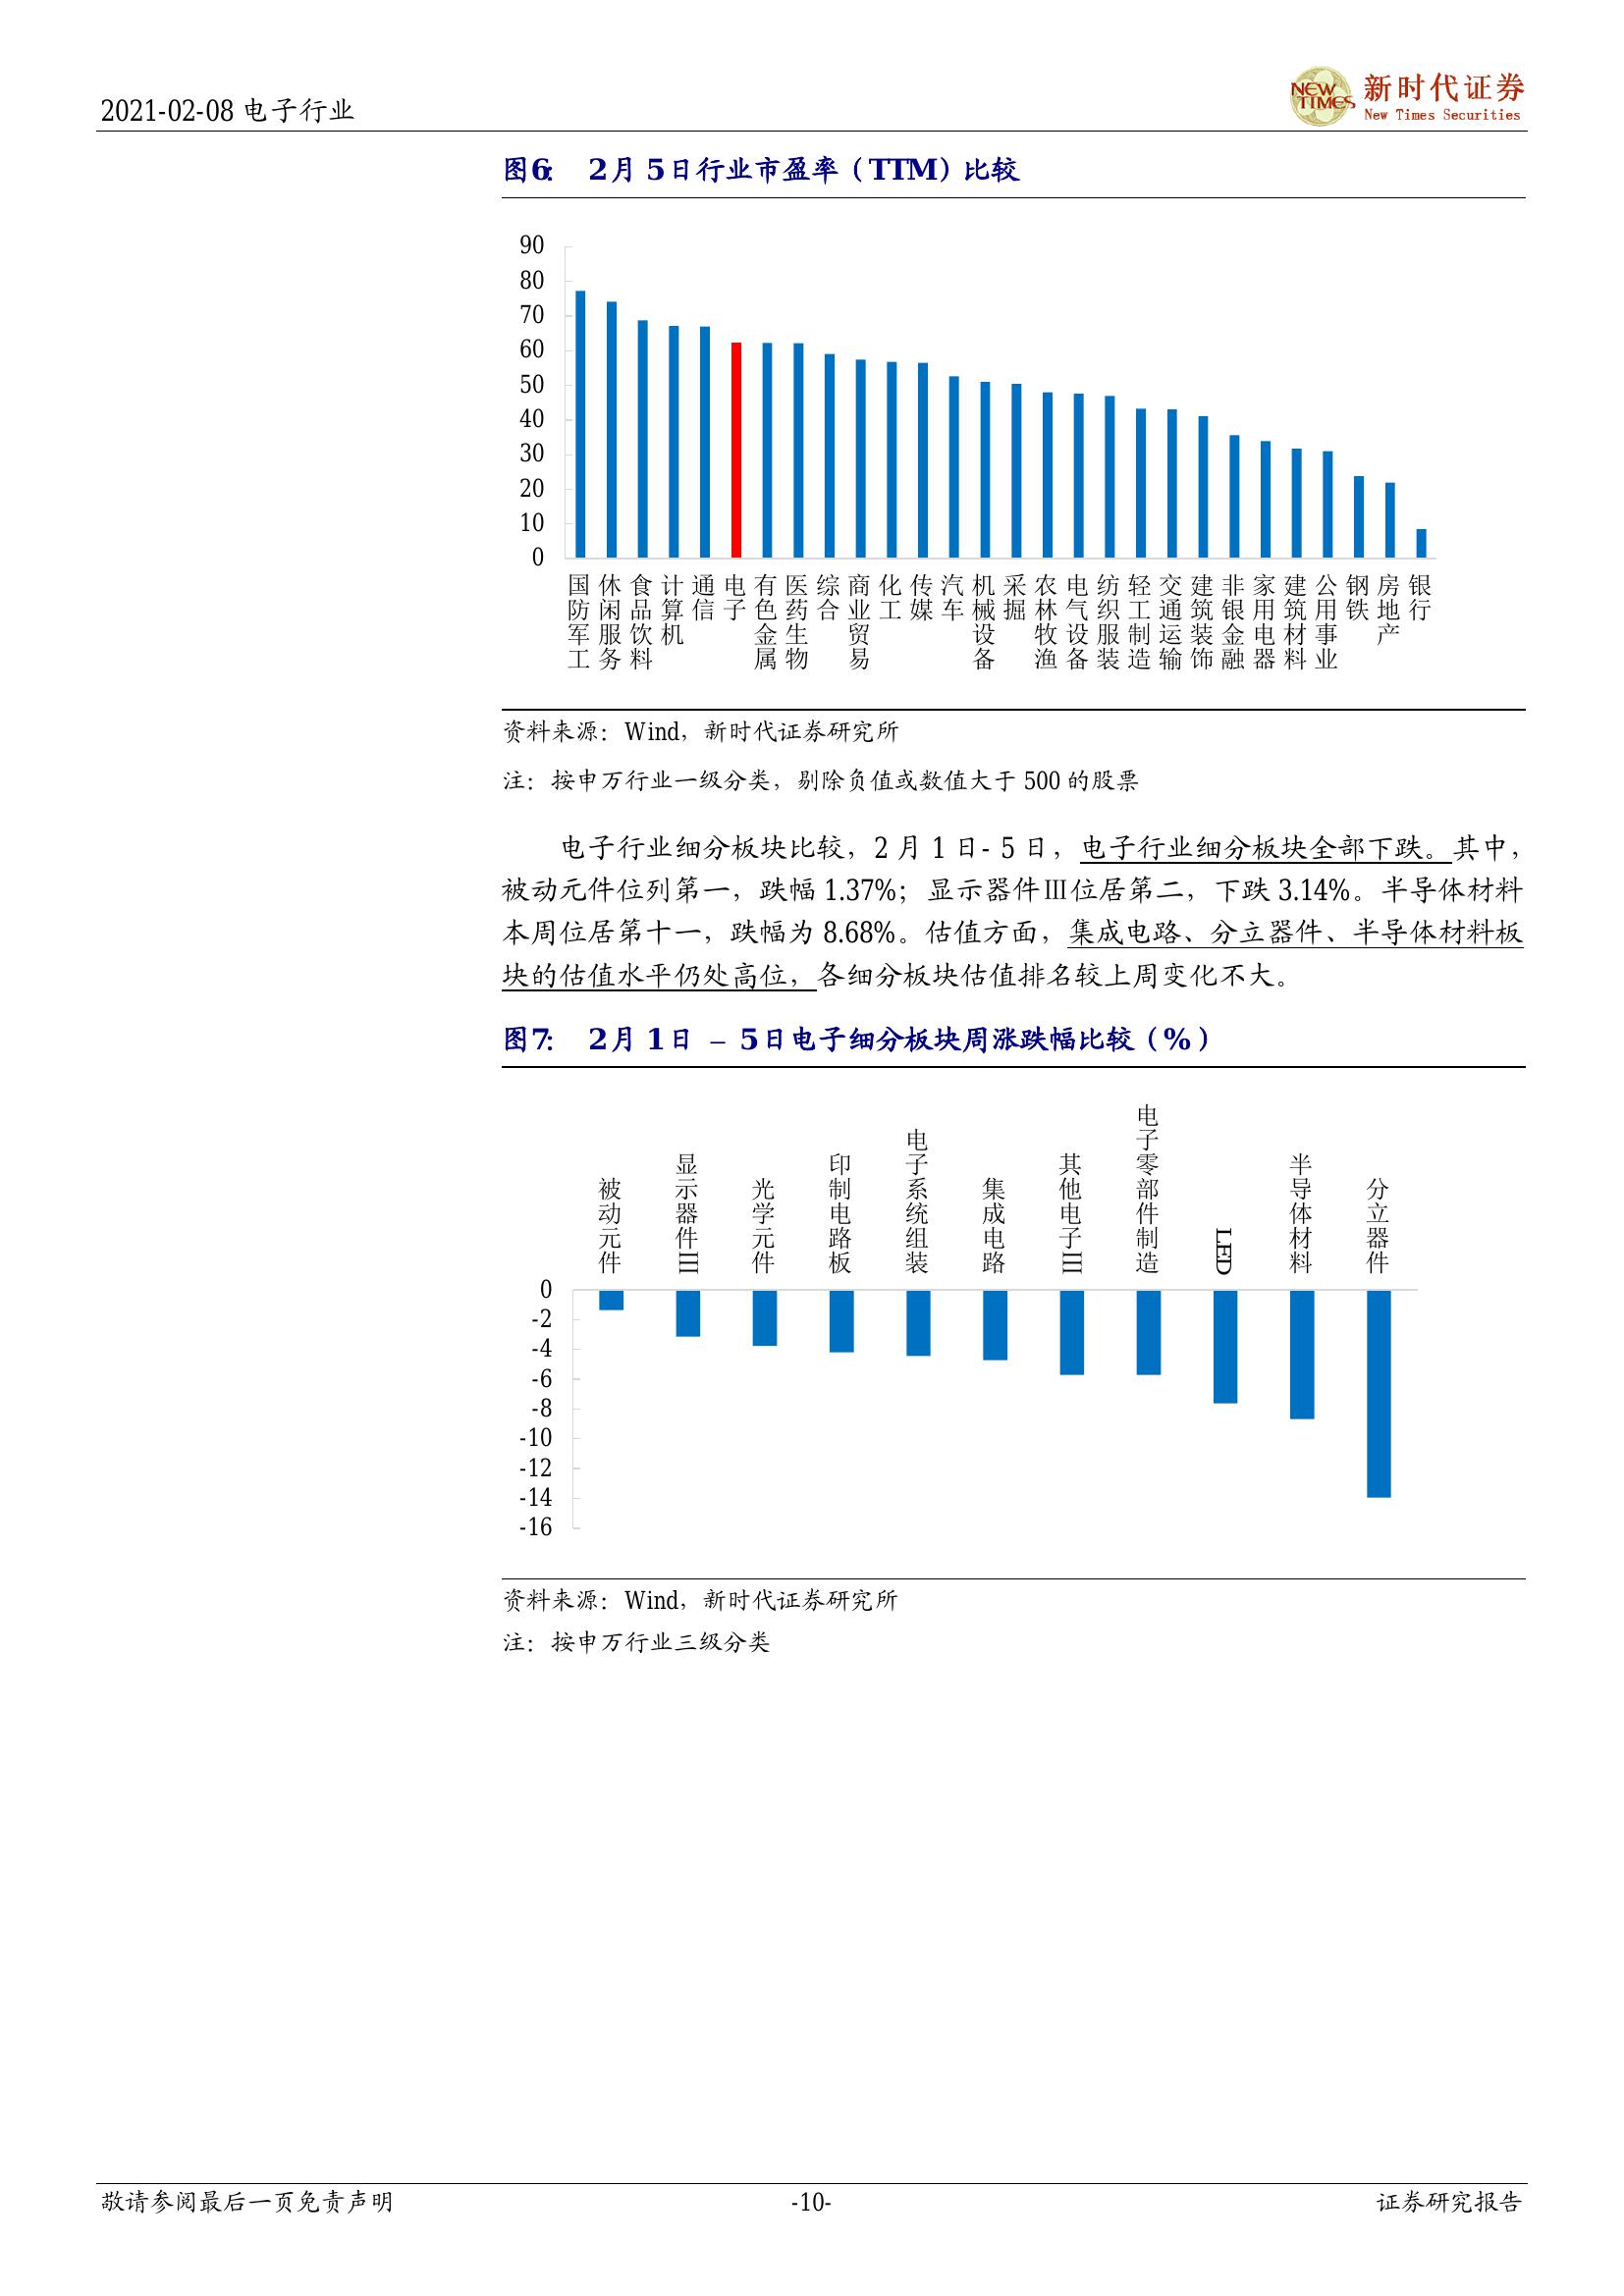 2021-02-08 电子行业
NEW TIMES
新时代证券
New Times Securities
图6: 2月5日行业市盈率（TTM）比较
90
80
70
60
50
40
30
20
10
0
国防军工
休闲服务
食品饮料
计算机
通信
电子
有色金属
医药生物
综合
商业贸易
化工
传媒
汽车
机械设备
采掘
农林牧渔
电气设备
纺织服装
轻工制造
交通运输
建筑装饰
非银金融
家用电器
建筑材料
公用事业
钢铁
房地产
银行
资料来源：Wind，新时代证券研究所
注：按申万行业一级分类，剔除负值或数值大于 500 的股票
电子行业细分板块比较，2 月 1 日- 5 日，电子行业细分板块全部下跌。其中，
被动元件位列第一，跌幅 1.37%；显示器件Ⅲ位居第二，下跌 3.14%。半导体材料
本周位居第十一，跌幅为 8.68%。估值方面，集成电路、分立器件、半导体材料板
块的估值水平仍处高位，各细分板块估值排名较上周变化不大。
图7: 2月1日 – 5日电子细分板块周涨跌幅比较（%）
被动元件
显示器件Ⅲ
光学元件
印制电路板
电子系统组装
集成电路
其他电子Ⅲ
电子零部件制造
LED
半导体材料
分立器件
0
-2
-4
-6
-8
-10
-12
-14
-16
资料来源：Wind，新时代证券研究所
注：按申万行业三级分类
敬请参阅最后一页免责声明
-10-
证券研究报告